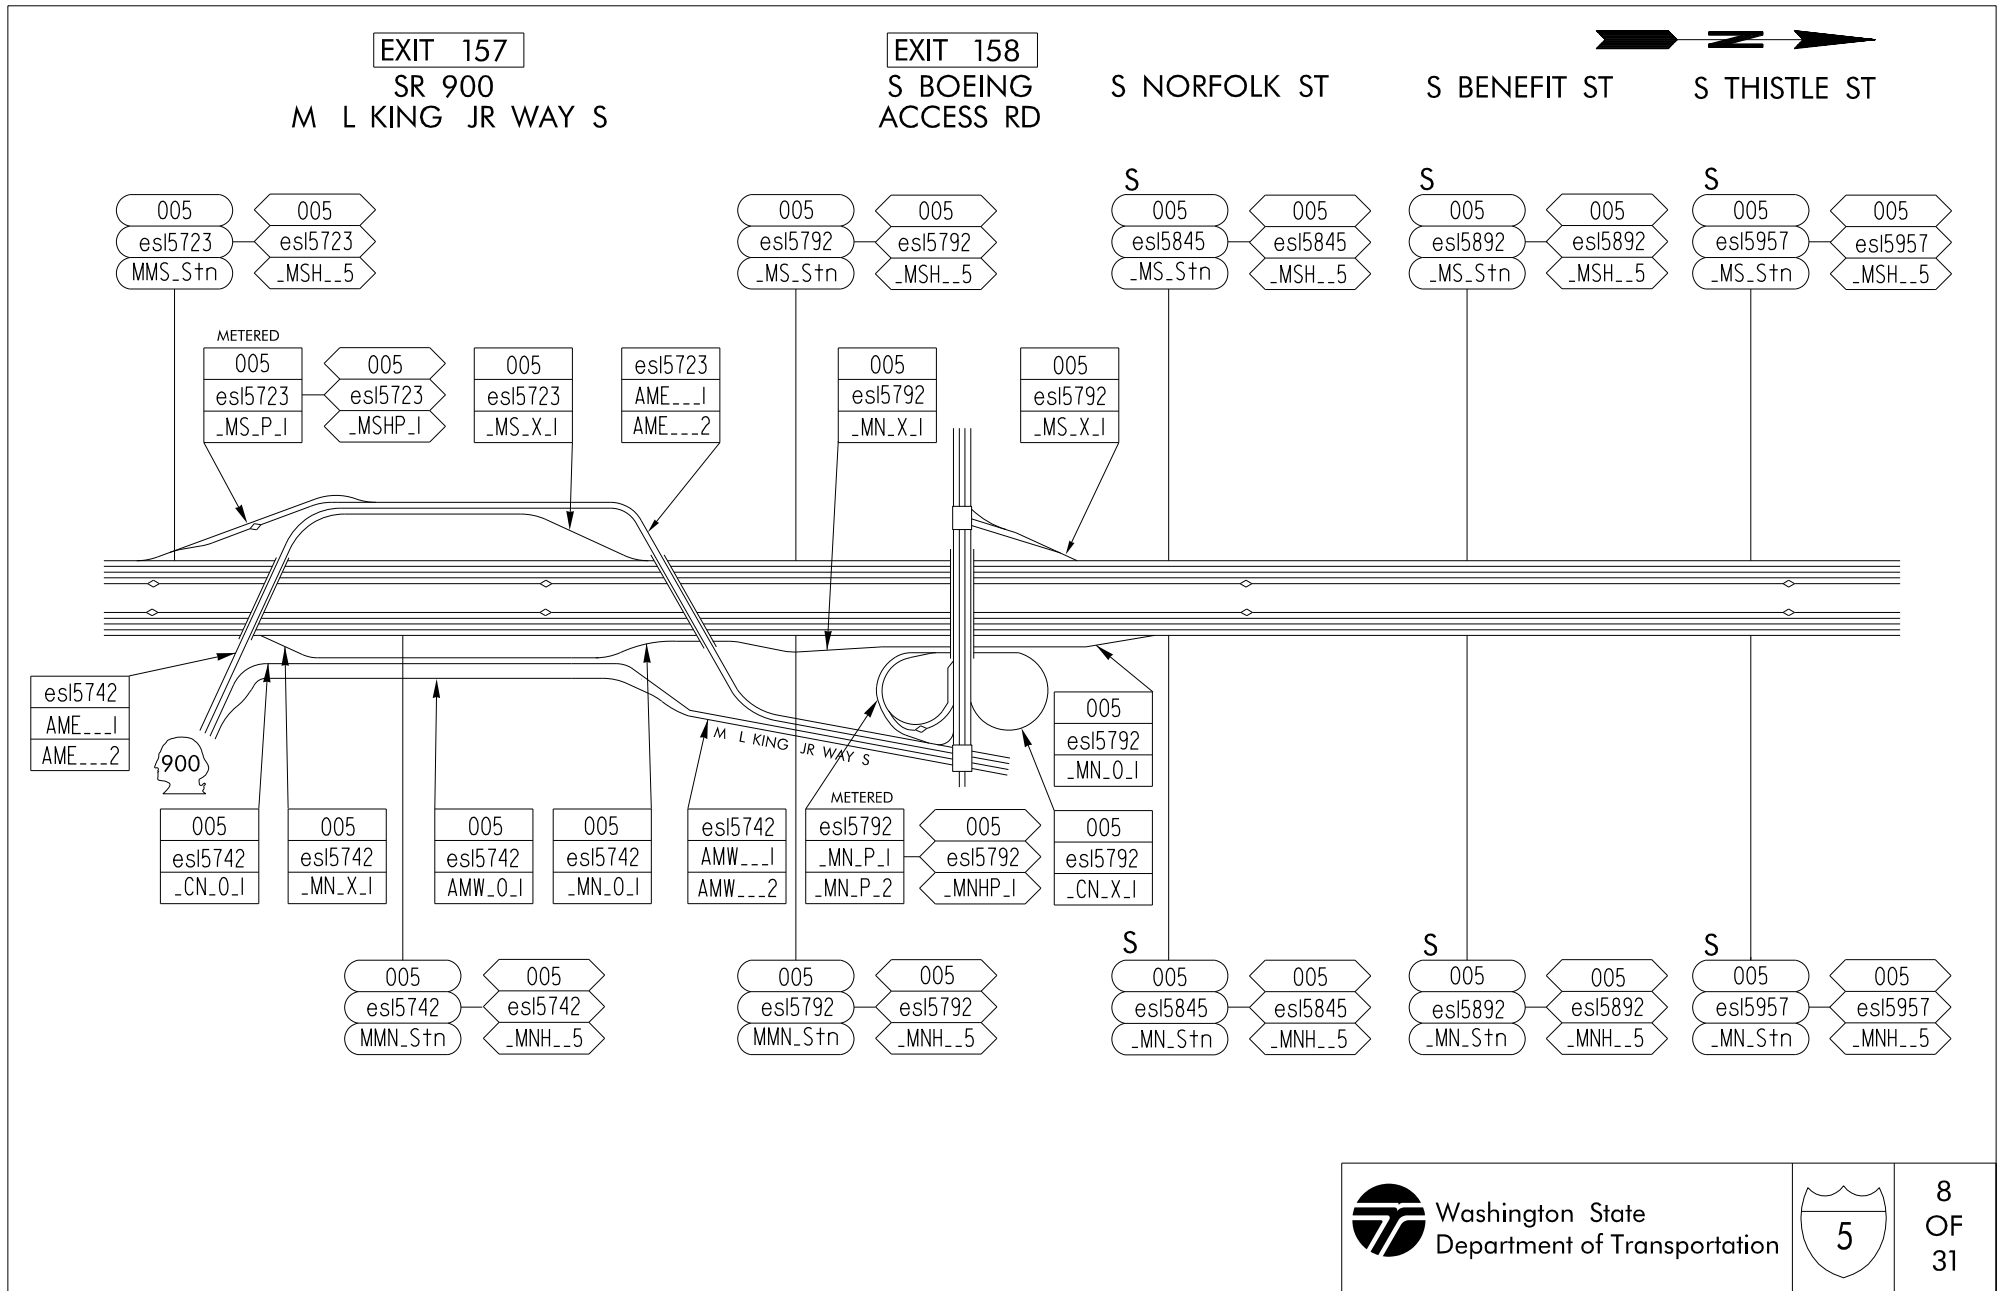 EXIT 157
SR 900
M L KING JR WAY S
EXIT 158
S BOEING
ACCESS RD
S NORFOLK ST
S BENEFIT ST
S THISTLE ST
N
005
esl5723
MMS_Stn
005
esl5723
_MSH__5
005
esl5792
_MS_Stn
005
esl5792
_MSH__5
S
005
esl5845
_MS_Stn
005
esl5845
_MSH__5
S
005
esl5892
_MS_Stn
005
esl5892
_MSH__5
S
005
esl5957
_MS_Stn
005
esl5957
_MSH__5
METERED
005
esl5723
_MS_P_1
005
esl5723
_MSHP_1
005
esl5723
_MS_X_1
esl5723
AME___1
AME___2
005
esl5792
_MN_X_1
005
esl5792
_MS_X_1
esl5742
AME___1
AME___2
900
M L KING JR WAY S
005
esl5792
_MN_O_1
005
esl5742
_CN_O_1
005
esl5742
_MN_X_1
005
esl5742
AMW_O_1
005
esl5742
_MN_O_1
esl5742
AMW___1
AMW___2
METERED
esl5792
_MN_P_1
_MN_P_2
005
esl5792
_MNHP_1
005
esl5792
_CN_X_1
005
esl5742
MMN_Stn
005
esl5742
_MNH__5
005
esl5792
MMN_Stn
005
esl5792
_MNH__5
S
005
esl5845
_MN_Stn
005
esl5845
_MNH__5
S
005
esl5892
_MN_Stn
005
esl5892
_MNH__5
S
005
esl5957
_MN_Stn
005
esl5957
_MNH__5
Washington State
Department of Transportation
5
8
OF
31